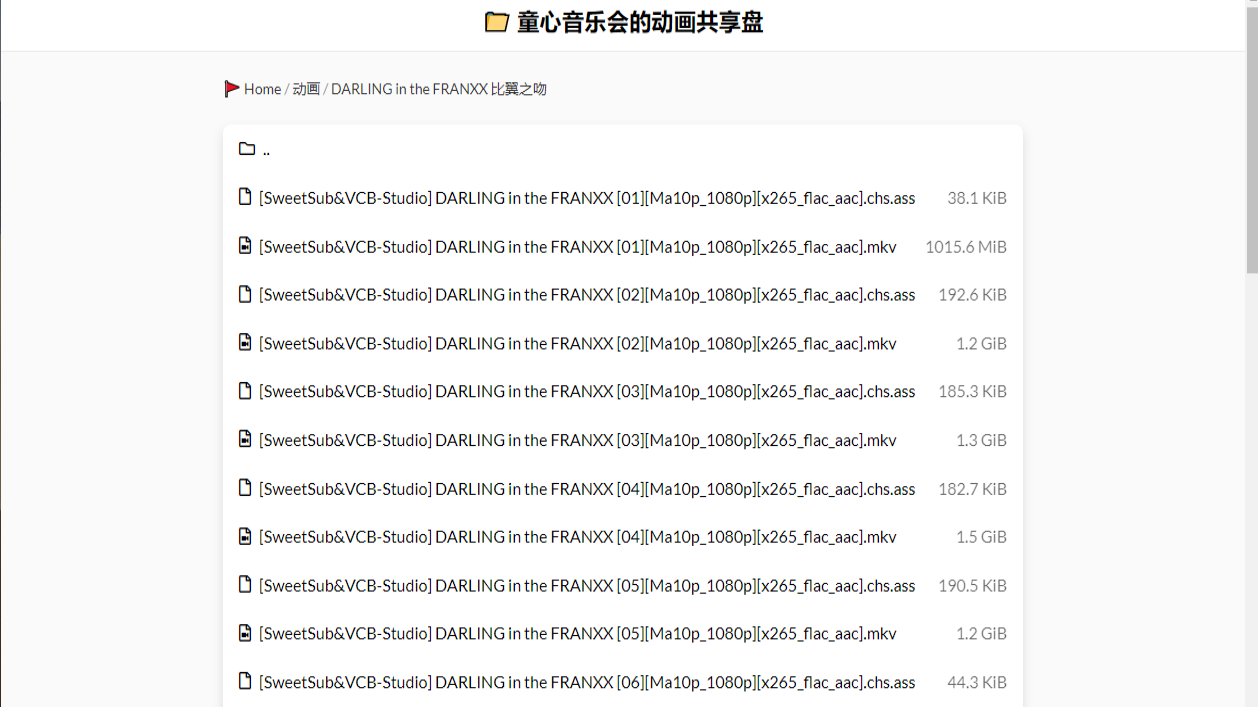 童心音乐会的动画共享盘
Home / 动画 / DARLING in the FRANXX 比翼之吻
..
[SweetSub&VCB-Studio] DARLING in the FRANXX [01][Ma10p_1080p][x265_flac_aac].chs.ass 38.1 KiB
[SweetSub&VCB-Studio] DARLING in the FRANXX [01][Ma10p_1080p][x265_flac_aac].mkv 1015.6 MiB
[SweetSub&VCB-Studio] DARLING in the FRANXX [02][Ma10p_1080p][x265_flac_aac].chs.ass 192.6 KiB
[SweetSub&VCB-Studio] DARLING in the FRANXX [02][Ma10p_1080p][x265_flac_aac].mkv 1.2 GiB
[SweetSub&VCB-Studio] DARLING in the FRANXX [03][Ma10p_1080p][x265_flac_aac].chs.ass 185.3 KiB
[SweetSub&VCB-Studio] DARLING in the FRANXX [03][Ma10p_1080p][x265_flac_aac].mkv 1.3 GiB
[SweetSub&VCB-Studio] DARLING in the FRANXX [04][Ma10p_1080p][x265_flac_aac].chs.ass 182.7 KiB
[SweetSub&VCB-Studio] DARLING in the FRANXX [04][Ma10p_1080p][x265_flac_aac].mkv 1.5 GiB
[SweetSub&VCB-Studio] DARLING in the FRANXX [05][Ma10p_1080p][x265_flac_aac].chs.ass 190.5 KiB
[SweetSub&VCB-Studio] DARLING in the FRANXX [05][Ma10p_1080p][x265_flac_aac].mkv 1.2 GiB
[SweetSub&VCB-Studio] DARLING in the FRANXX [06][Ma10p_1080p][x265_flac_aac].chs.ass 44.3 KiB